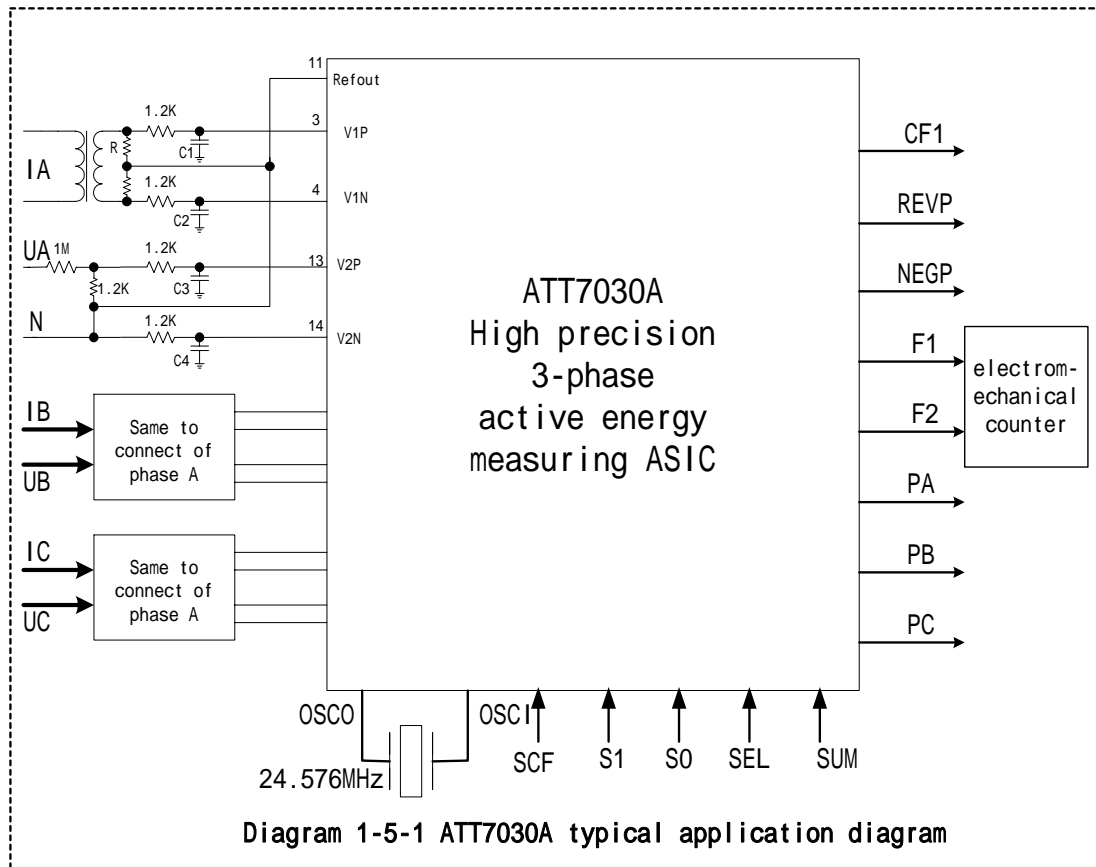 11
Refout
1.2K
3
V1P
R
C1
IA
1.2K
4
V1N
C2
UA
1M
1.2K
13
V2P
C3
1.2K
N
1.2K
14
V2N
C4
IB
UB
Same to
connect of
phase A
IC
UC
Same to
connect of
phase A
ATT7030A
High precision
3-phase
active energy
measuring ASIC
CF1
REVP
NEGP
F1
F2
electrom-
echanical
counter
PA
PB
PC
OSCO
OSCI
24.576MHz
SCF
S1
S0
SEL
SUM
Diagram 1-5-1 ATT7030A typical application diagram